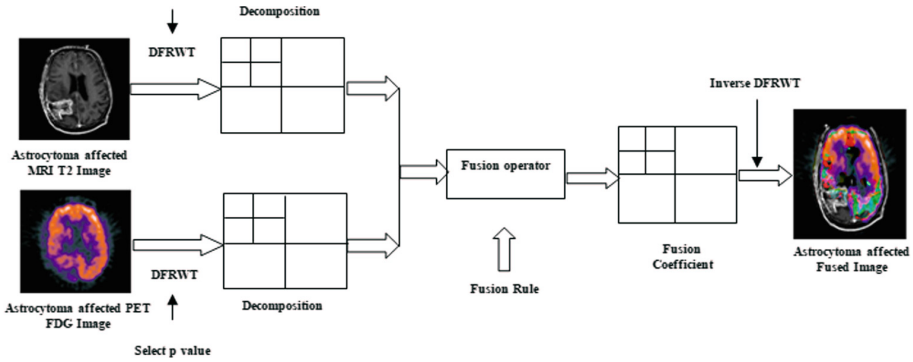 Decomposition
DFRWT
Astrocytoma affected
MRI T2 Image
Fusion operator
Inverse DFRWT
Astrocytoma affected PET
FDG Image
DFRWT
Select p value
Decomposition
Fusion Rule
Fusion
Coefficient
Astrocytoma affected
Fused Image